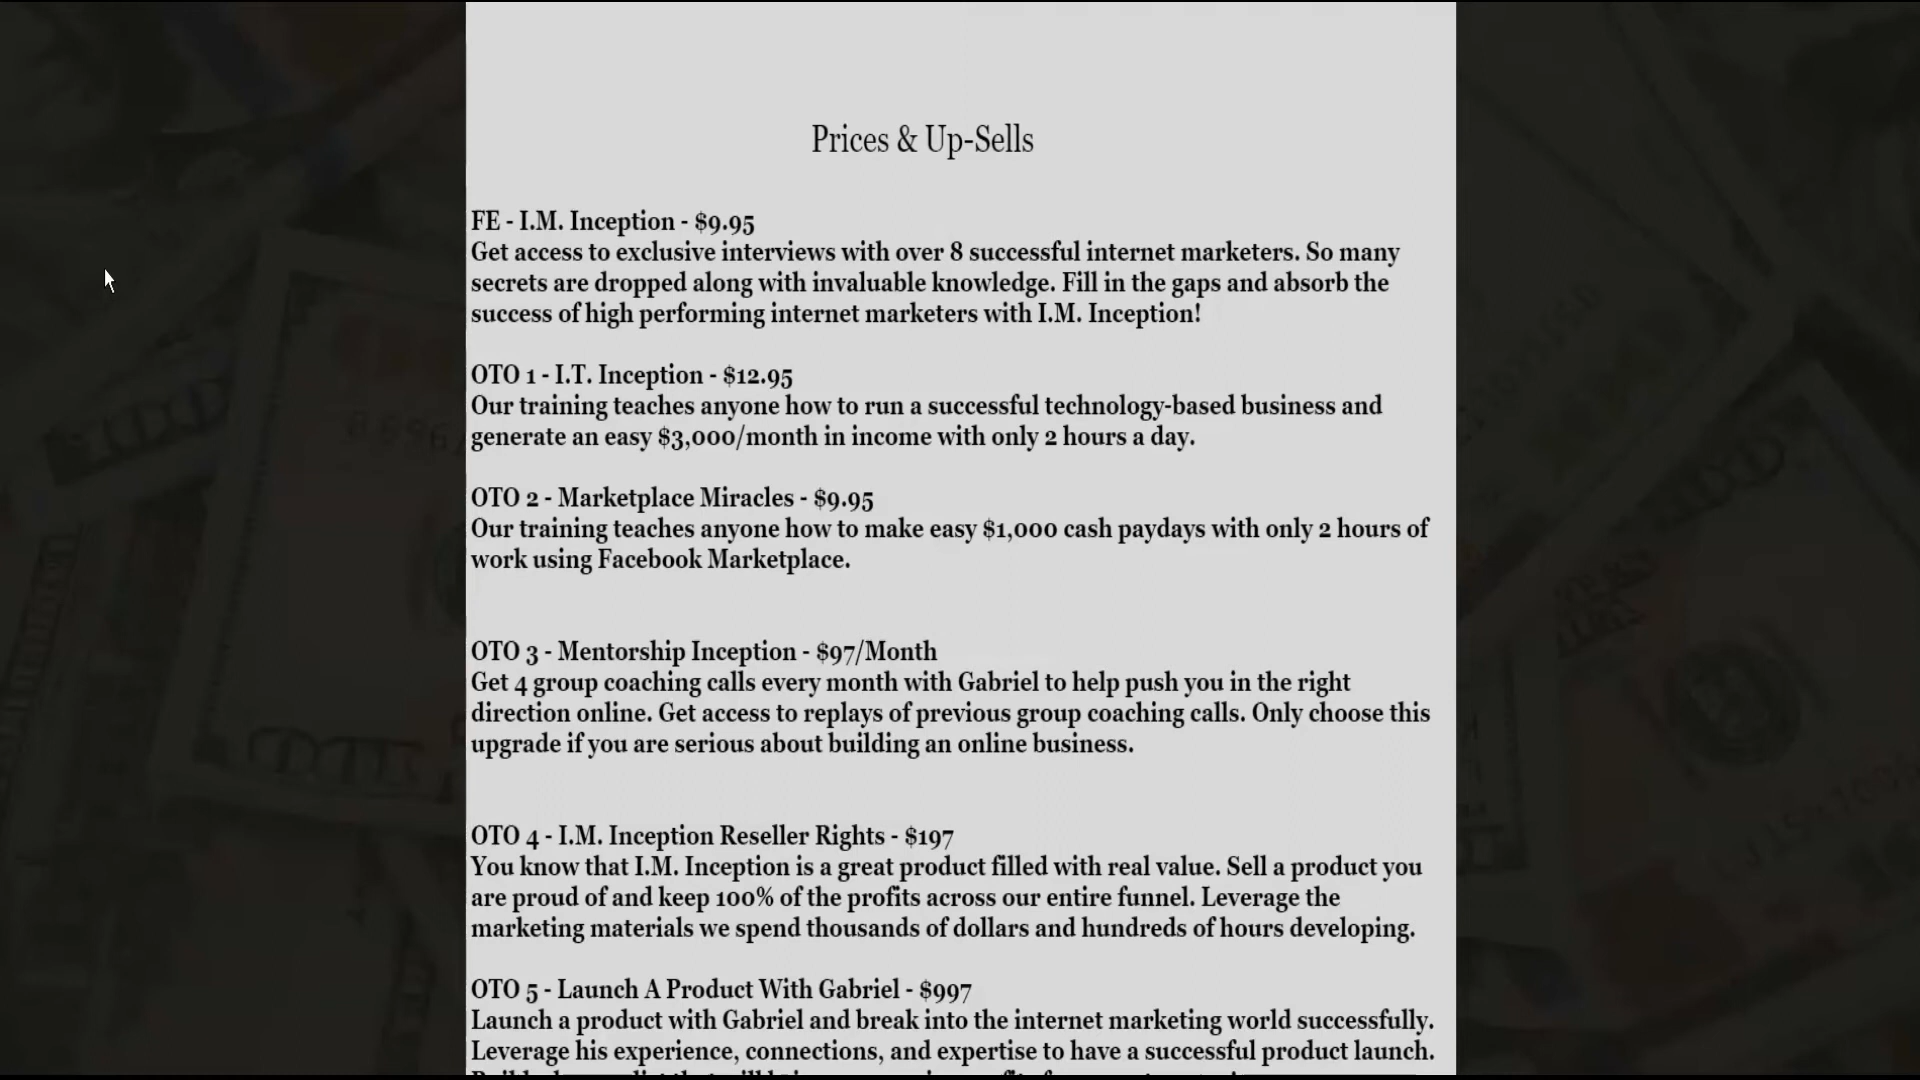 Prices & Up-Sells
FE - I.M. Inception - $9.95
Get access to exclusive interviews with over 8 successful internet marketers. So many
secrets are dropped along with invaluable knowledge. Fill in the gaps and absorb the
success of high performing internet marketers with I.M. Inception!
OTO 1 - I.T. Inception - $12.95
Our training teaches anyone how to run a successful technology-based business and
generate an easy $3,000/month in income with only 2 hours a day.
OTO 2 - Marketplace Miracles - $9.95
Our training teaches anyone how to make easy $1,000 cash paydays with only 2 hours of
work using Facebook Marketplace.
OTO 3 - Mentorship Inception - $97/Month
Get 4 group coaching calls every month with Gabriel to help push you in the right
direction online. Get access to replays of previous group coaching calls. Only choose this
upgrade if you are serious about building an online business.
OTO 4 - I.M. Inception Reseller Rights - $197
You know that I.M. Inception is a great product filled with real value. Sell a product you
are proud of and keep 100% of the profits across our entire funnel. Leverage the
marketing materials we spend thousands of dollars and hundreds of hours developing.
OTO 5 - Launch A Product With Gabriel - $997
Launch a product with Gabriel and break into the internet marketing world successfully.
Leverage his experience, connections, and expertise to have a successful product launch.